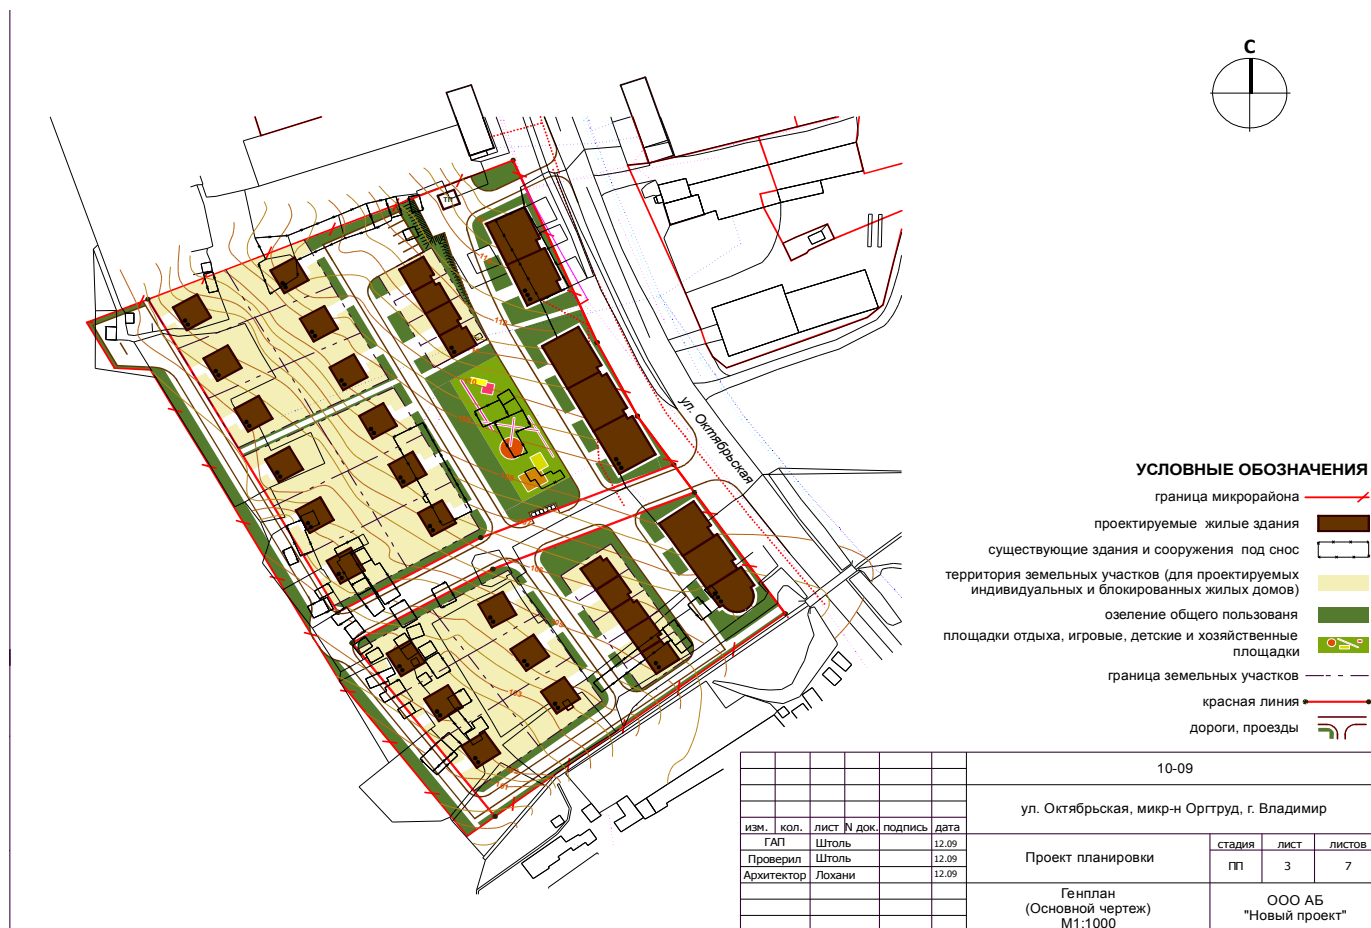 С
ТП
ул. Октябрьская
УСЛОВНЫЕ ОБОЗНАЧЕНИЯ
граница микрорайона
проектируемые жилые здания
существующие здания и сооружения под снос
территория земельных участков (для проектируемых
индивидуальных и блокированных жилых домов)
озеление общего пользованя
площадки отдыха, игровые, детские и хозяйственные
площадки
граница земельных участков
красная линия
дороги, проезды
10-09
ул. Октябрьская, микр-н Оргтруд, г. Владимир
изм. кол. лист N док. подпись дата
ГАП Штоль 12.09
Проверил Штоль 12.09
Архитектор Лохани 12.09
Проект планировки
стадия лист листов
ПП 3 7
Генплан
(Основной чертеж)
М1:1000
ООО АБ
"Новый проект"